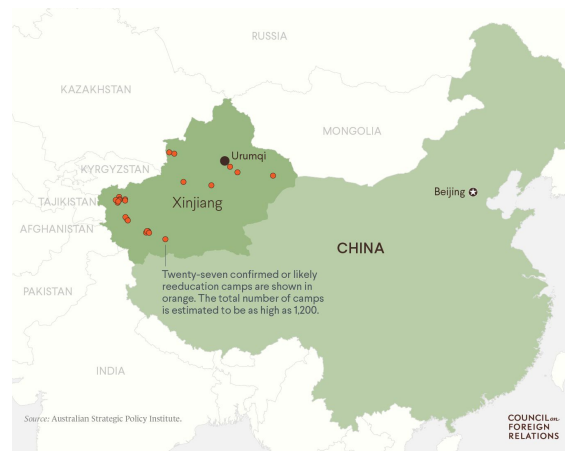 RUSSIA
KAZAKHSTAN
MONGOLIA
Urumqi
KYRGYZSTAN
Beijing
TAJIKISTAN
Xinjiang
AFGHANISTAN
CHINA
Twenty-seven confirmed or likely
reeducation camps are shown in
orange. The total number of camps
is estimated to be as high as 1,200.
PAKISTAN
INDIA
Source: Australian Strategic Policy Institute.
COUNCIL on
FOREIGN
RELATIONS